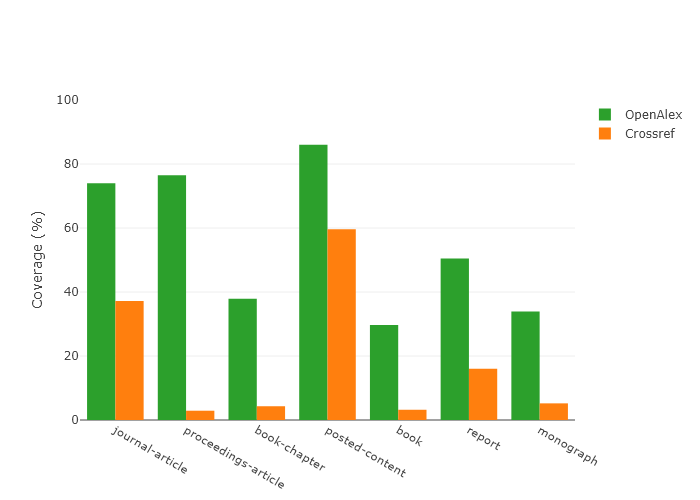 OpenAlex
Crossref
Coverage (%)
100
80
60
40
20
0
journal-article
proceedings-article
book-chapter
posted-content
book
report
monograph